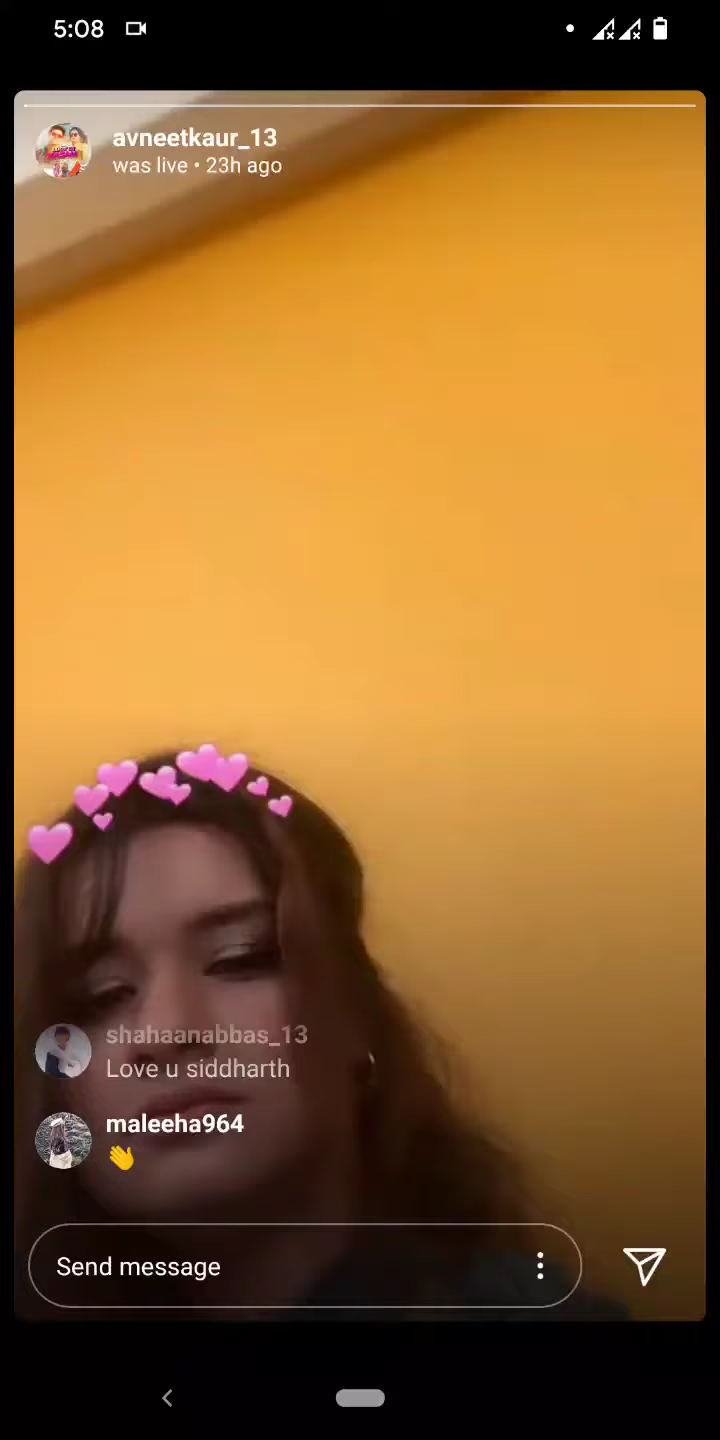 5:08
avneetkaur_13
was live • 23h ago
shahaanabbas_13
Love u siddharth
maleeha964
👋
Send message